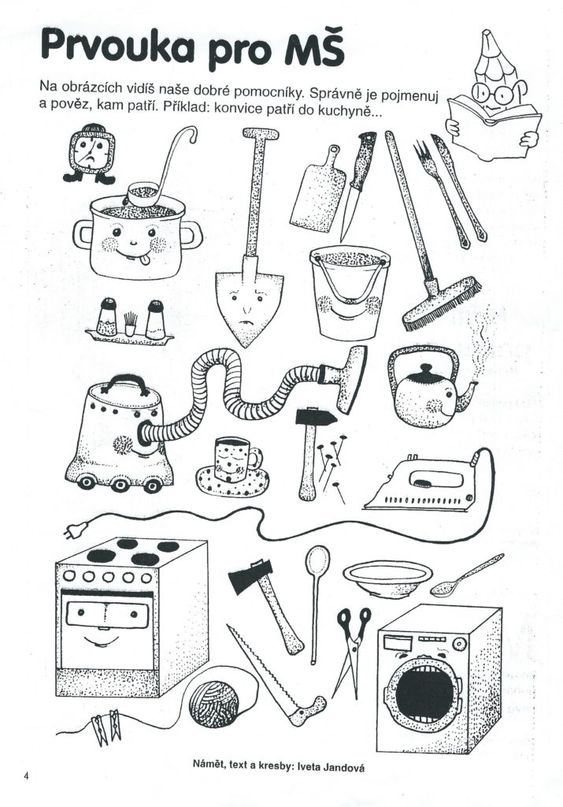 Prvouka pro MŠ
Na obrázcích vidíš naše dobré pomocníky. Správně je pojmenuj
a pověz, kam patří. Příklad: konvice patří do kuchyně...
Námět, text a kresby: Iveta Jandová
4